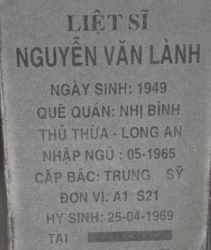 LIỆT SĨ
NGUYỄN VĂN LÀNH
NGÀY SINH: 1949
QUÊ QUÁN: NHỊ BÌNH
THỦ THỪA - LONG AN
NHẬP NGŨ : 05-1965
CẤP BẬC: TRUNG SỸ
ĐƠN VỊ: A1 S21
HY SINH: 25-04-1969
TẠI